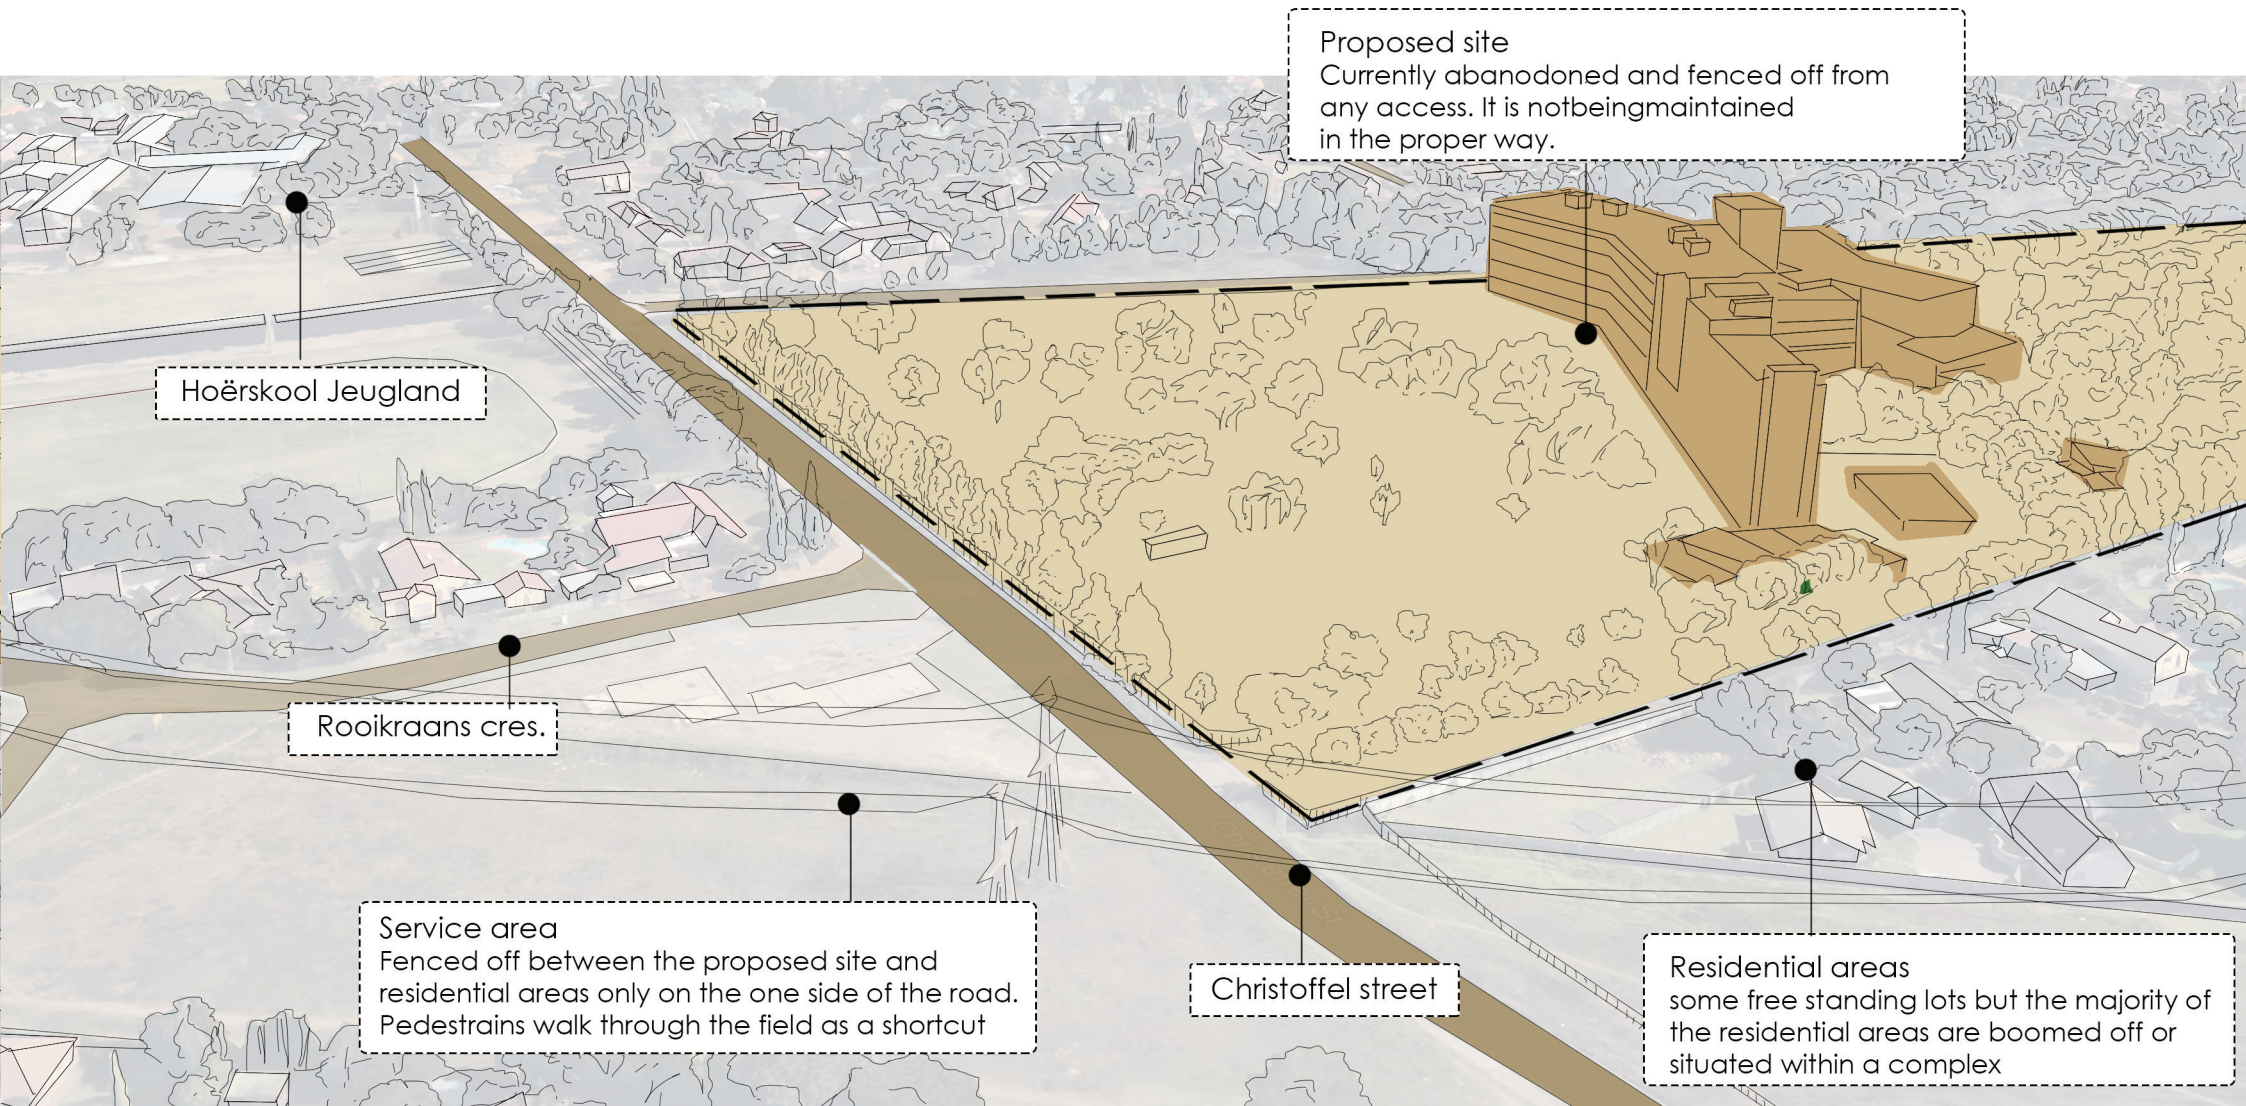 Proposed site
Currently abanodoned and fenced off from
any access. It is notbeingmaintained
in the proper way.
Hoërskool Jeugland
Rooikraans cres.
Service area
Fenced off between the proposed site and
residential areas only on the one side of the road.
Pedestrains walk through the field as a shortcut
Christoffel street
Residential areas
some free standing lots but the majority of
the residential areas are boomed off or
situated within a complex